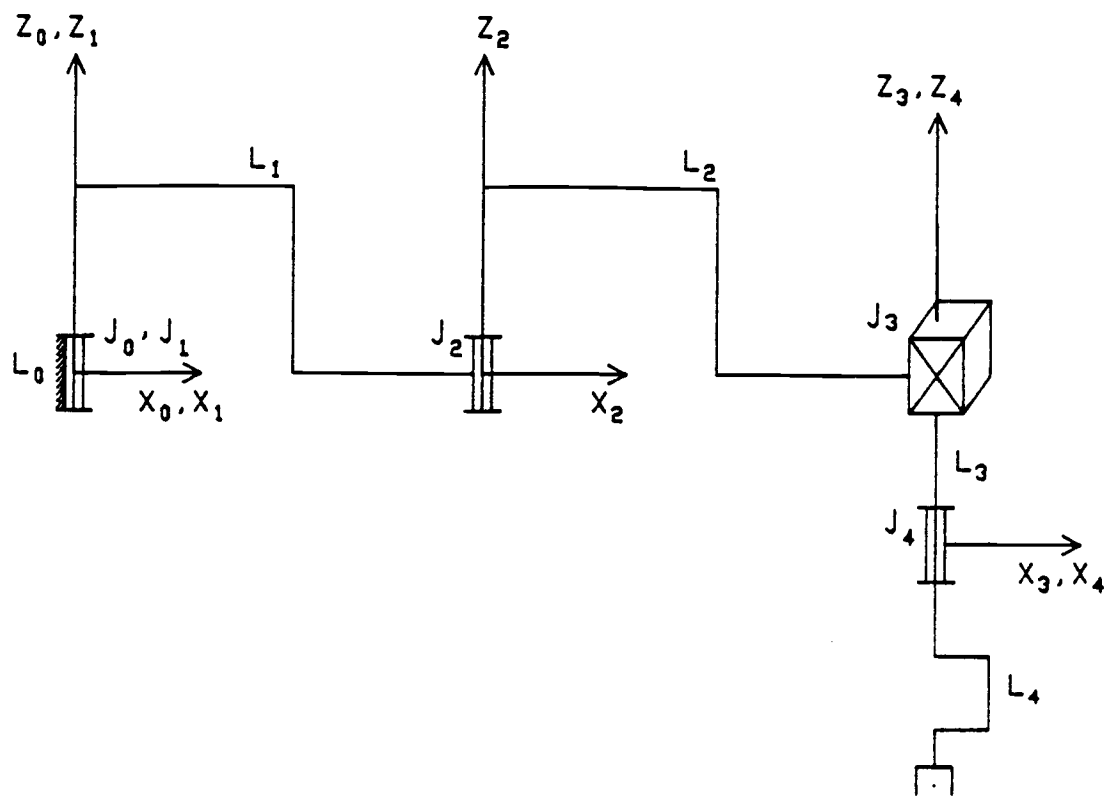 Z₀, Z₁
Z₂
Z₃, Z₄
L₁
L₂
J₀, J₁
J₂
J₃
L₀
X₀, X₁
X₂
L₃
J₄
X₃, X₄
L₄